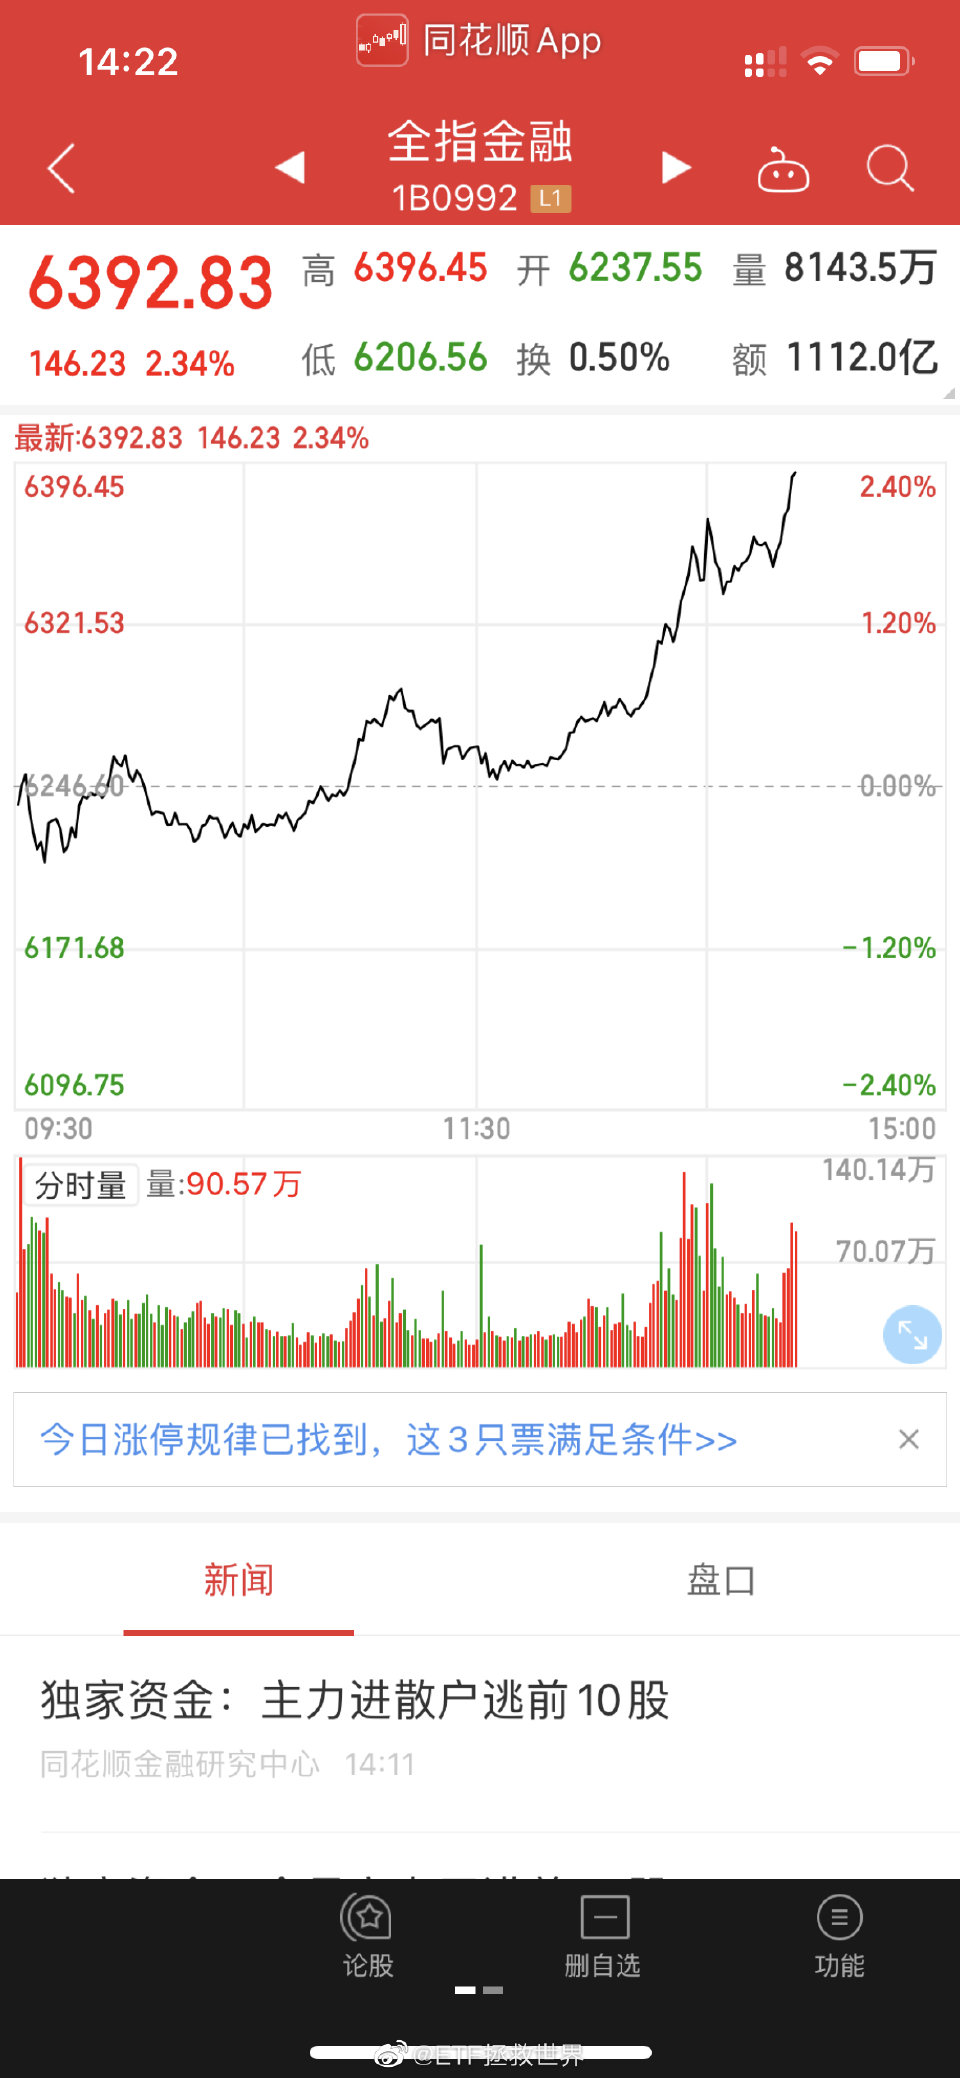 14:22
同花顺App
全指金融
1B0992 L1
6392.83
146.23 2.34%
高 6396.45 开 6237.55 量 8143.5万
低 6206.56 换 0.50% 额 1112.0亿
最新:6392.83 146.23 2.34%
6396.45 2.40%
6321.53 1.20%
6246.60 0.00%
6171.68 -1.20%
6096.75 -2.40%
09:30 11:30 15:00
分时量 量:90.57万 140.14万
70.07万
今日涨停规律已找到，这3只票满足条件>>
新闻 盘口
独家资金：主力进散户逃前10股
同花顺金融研究中心 14:11
论股 删自选 功能
@ETF拯救世界